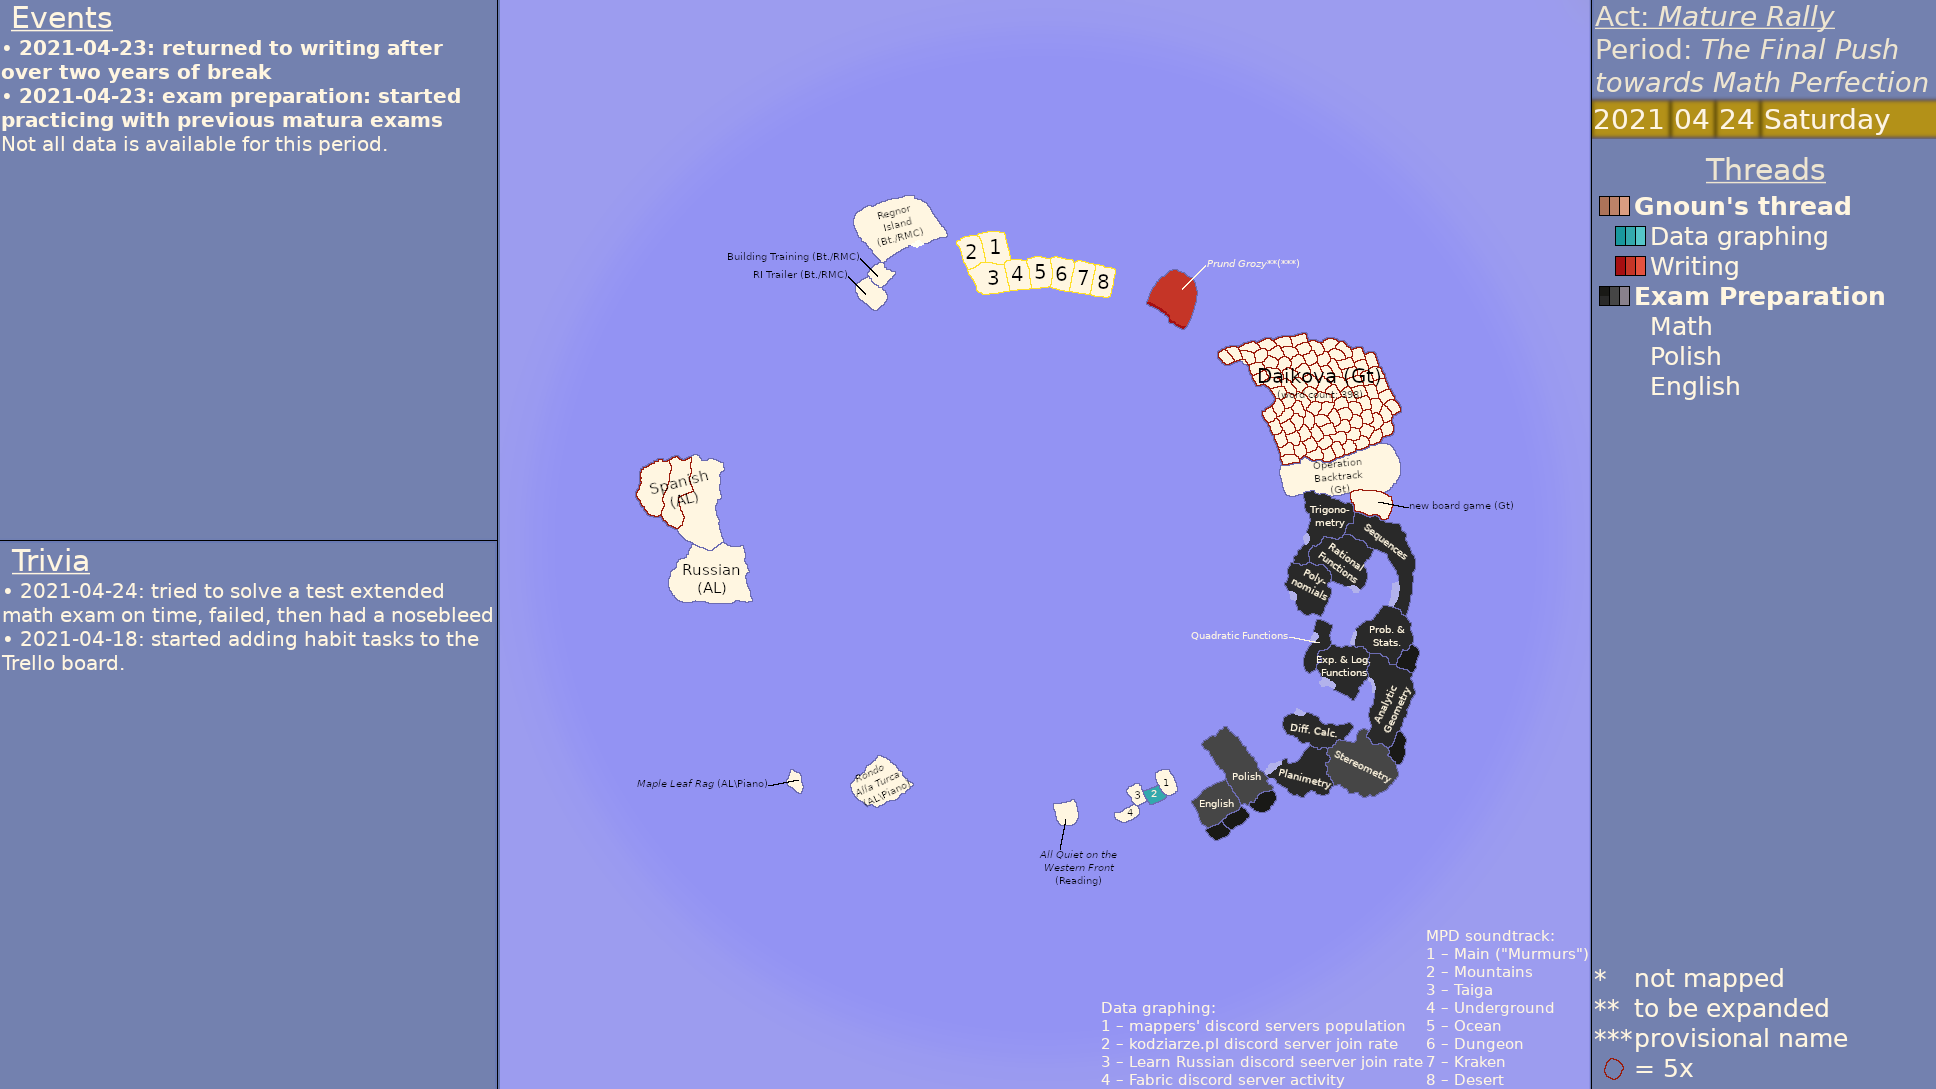 Events
• 2021-04-23: returned to writing after
over two years of break
• 2021-04-23: exam preparation: started
practicing with previous matura exams
Not all data is available for this period.
Trivia
• 2021-04-24: tried to solve a test extended
math exam on time, failed, then had a nosebleed
• 2021-04-18: started adding habit tasks to the
Trello board.
Regnor
Island
(Bt./RMC)
Building Training (Bt./RMC)
RI Trailer (Bt./RMC)
2 1
3 4 5 6 7 8
Prund Grozy**(***)
Daikova (Gt)
(word count: 398)
Operation
Backtrack
(Gt)
new board game (Gt)
Trigono-
metry
Sequences
Rational
Functions
Poly-
nomials
Quadratic Functions
Prob. &
Stats.
Exp. & Log.
Functions
Analytic
Geometry
Diff. Calc.
Stereometry
Planimetry
Polish
English
Spanish
(AL)
Russian
(AL)
Maple Leaf Rag (AL\Piano)
Rondo
Alla Turca
(AL\Piano)
1
2
3
4
All Quiet on the
Western Front
(Reading)
Data graphing:
1 – mappers' discord servers population
2 – kodziarze.pl discord server join rate
3 – Learn Russian discord seerver join rate
4 – Fabric discord server activity
MPD soundtrack:
1 – Main ("Murmurs")
2 – Mountains
3 – Taiga
4 – Underground
5 – Ocean
6 – Dungeon
7 – Kraken
8 – Desert
Act: Mature Rally
Period: The Final Push
towards Math Perfection
2021 04 24 Saturday
Threads
Gnoun's thread
Data graphing
Writing
Exam Preparation
Math
Polish
English
* not mapped
** to be expanded
*** provisional name
= 5x